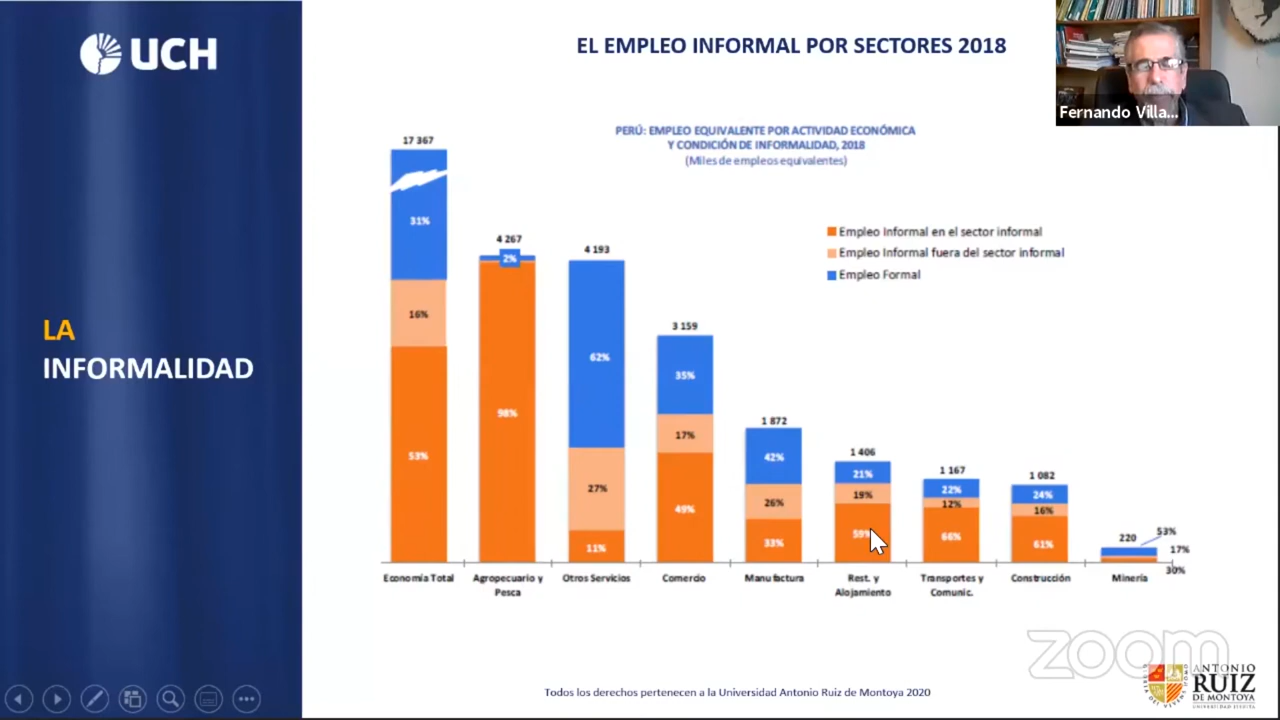 UCH
EL EMPLEO INFORMAL POR SECTORES 2018
Fernando Villa...
LA
INFORMALIDAD
PERÚ: EMPLEO EQUIVALENTE POR ACTIVIDAD ECONÓMICA
Y CONDICIÓN DE INFORMALIDAD, 2018
(Miles de empleos equivalentes)
Empleo Informal en el sector informal
Empleo Informal fuera del sector informal
Empleo Formal
17 367
31%
16%
53%
4 267
2%
98%
4 193
62%
27%
11%
3 159
35%
17%
49%
1 872
42%
26%
33%
1 406
21%
19%
59%
1 167
22%
12%
66%
1 082
24%
16%
61%
220
53%
17%
30%
Economía Total
Agropecuario y
Pesca
Otros Servicios
Comercio
Manufactura
Rest. y
Alojamiento
Transportes y
Comunic.
Construcción
Minería
zoom
Todos los derechos pertenecen a la Universidad Antonio Ruiz de Montoya 2020
ANTONIO
RUIZ
DE MONTOYA